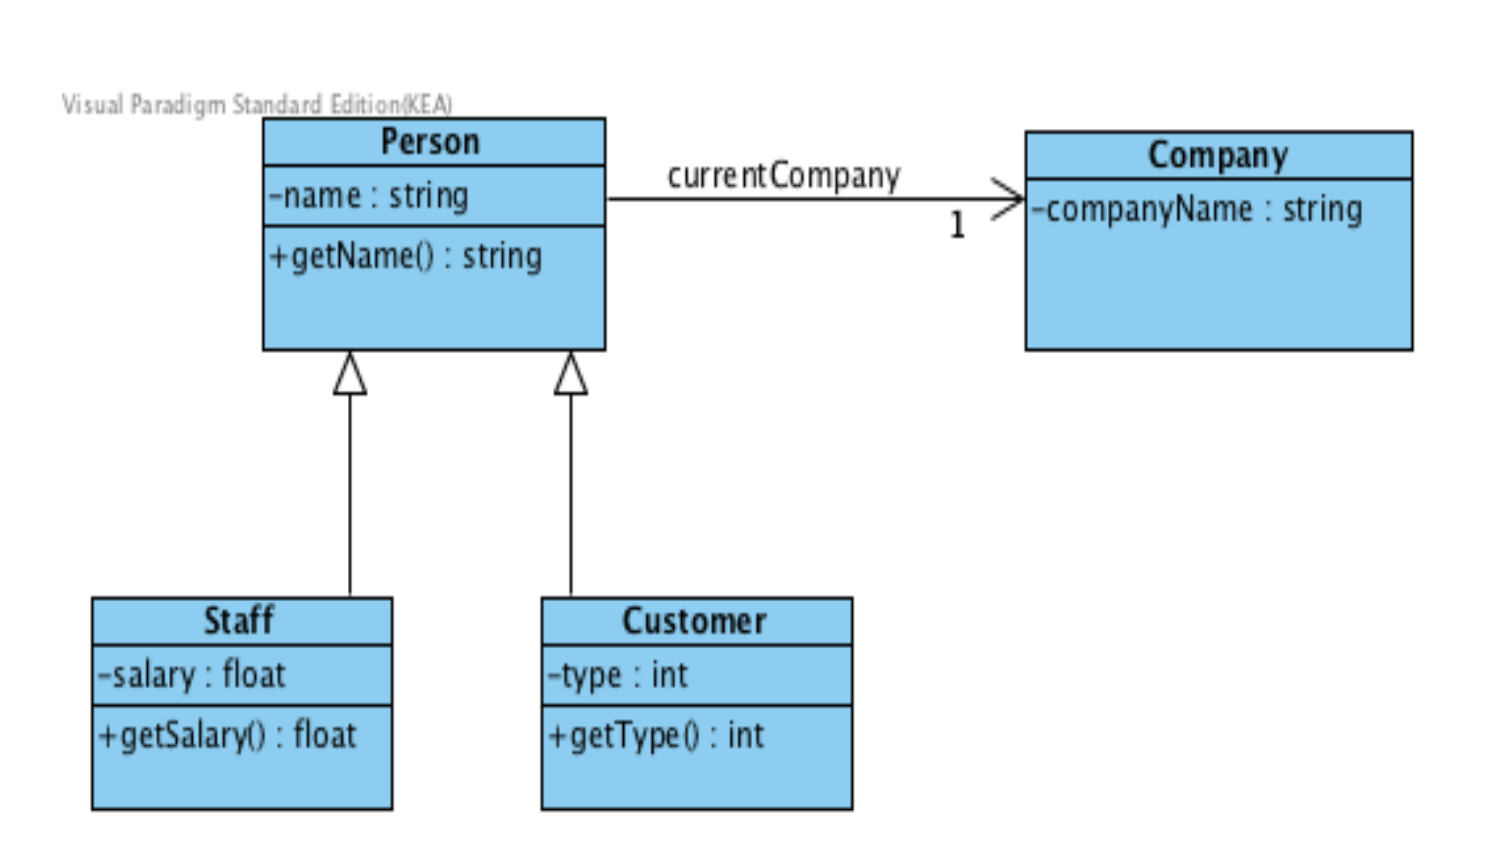 Visual Paradigm Standard Edition(KEA)
Person
-name : string
+getName() : string
currentCompany
1
Company
-companyName : string
Staff
-salary : float
+getSalary() : float
Customer
-type : int
+getType() : int